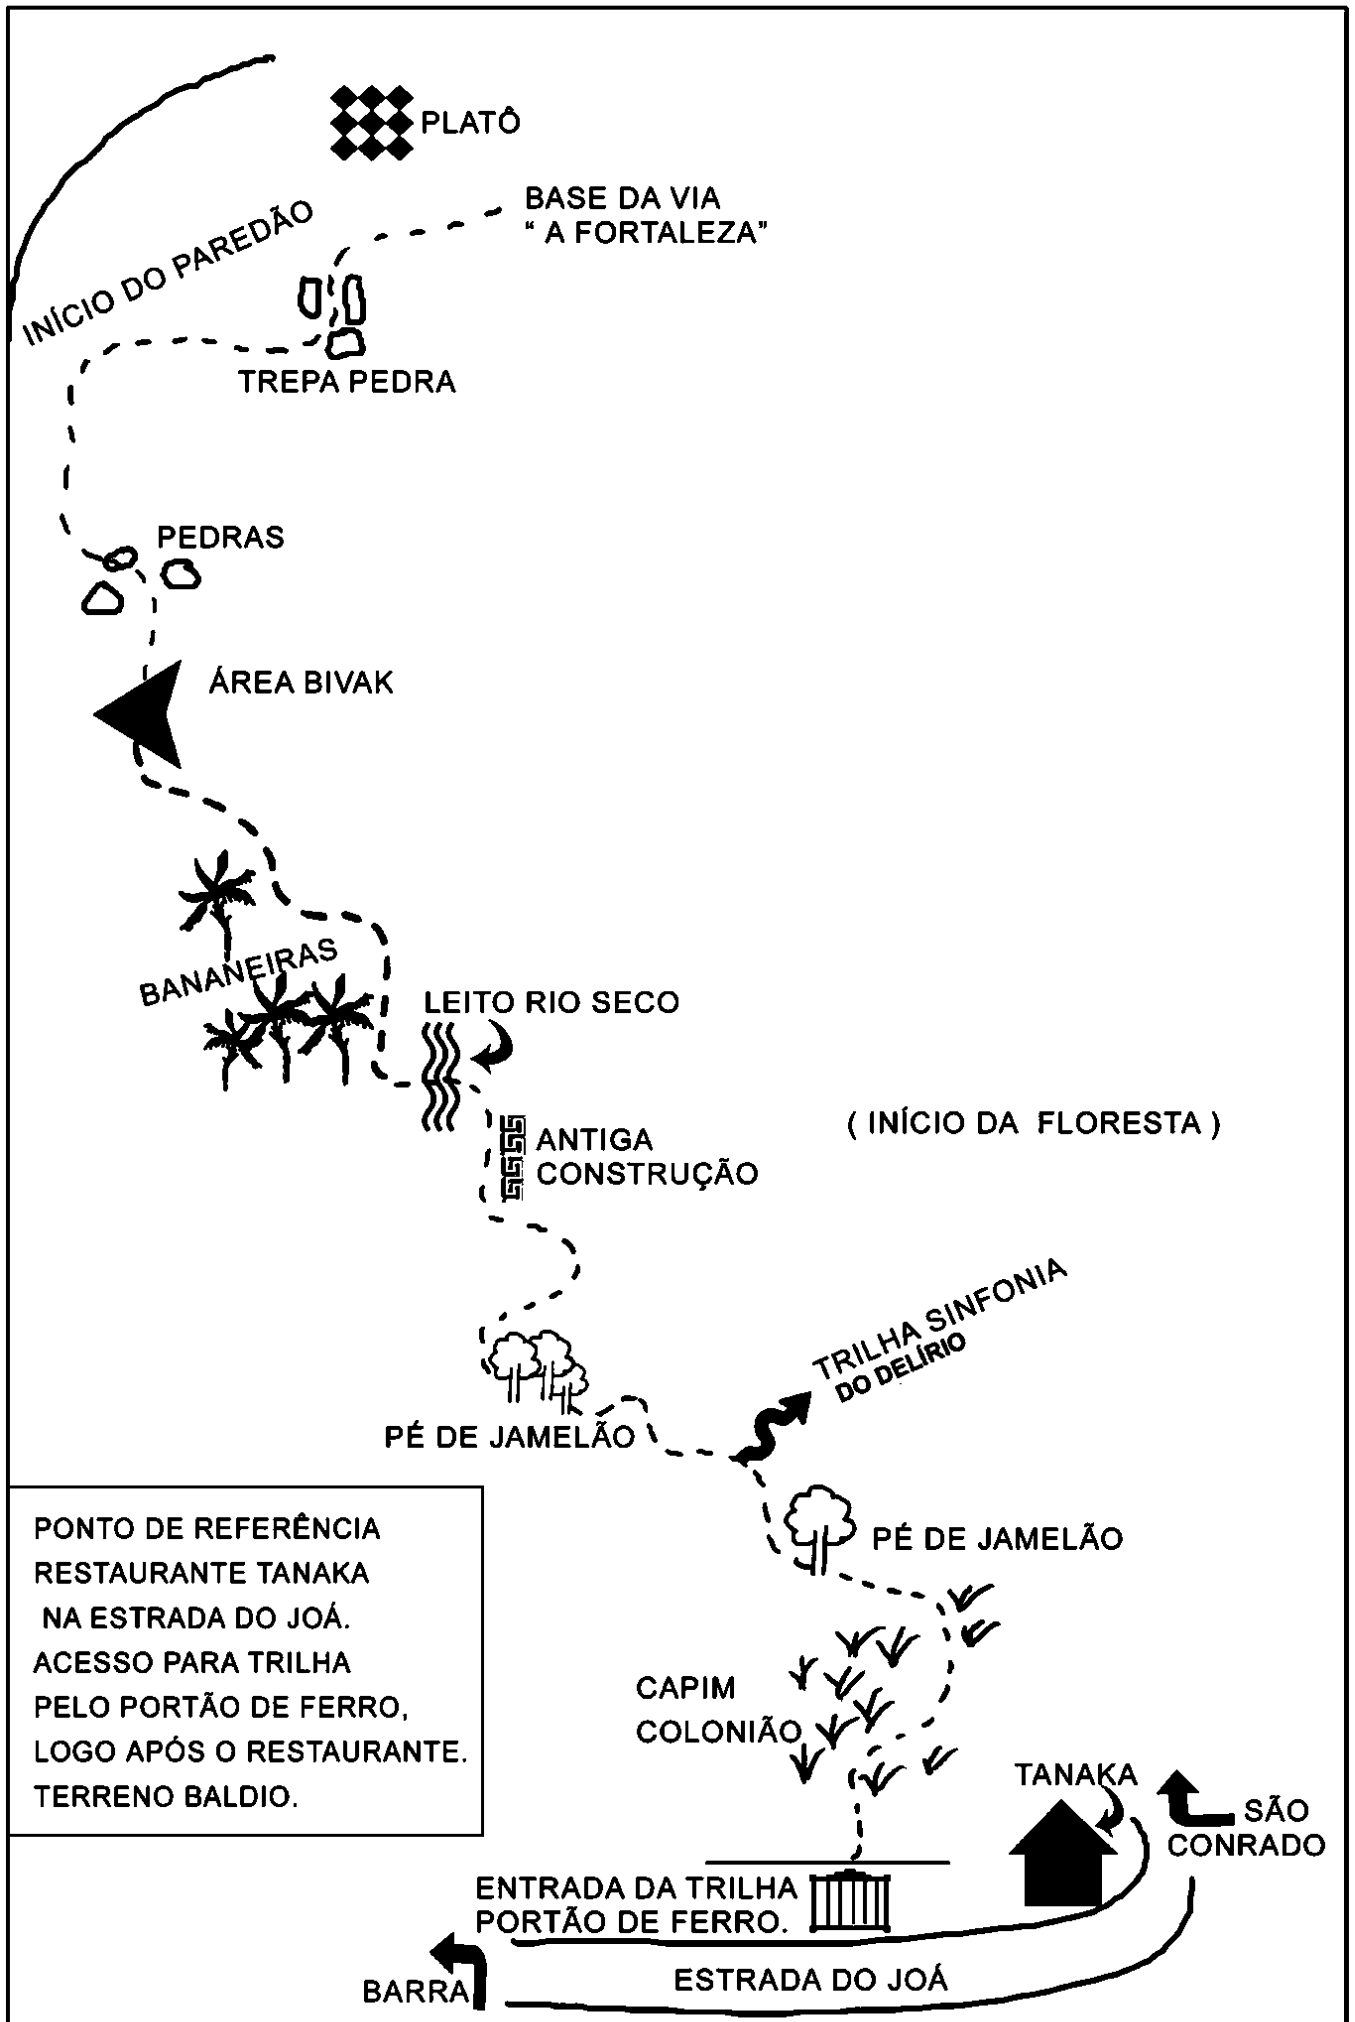 PLATÔ
BASE DA VIA
“ A FORTALEZA”
INÍCIO DO PAREDÃO
TREPA PEDRA
PEDRAS
ÁREA BIVAK
BANANEIRAS
LEITO RIO SECO
( INÍCIO DA FLORESTA )
ANTIGA
CONSTRUÇÃO
TRILHA SINFONIA
DO DELÍRIO
PÉ DE JAMELÃO
PÉ DE JAMELÃO
PONTO DE REFERÊNCIA
RESTAURANTE TANAKA
NA ESTRADA DO JOÁ.
ACESSO PARA TRILHA
PELO PORTÃO DE FERRO,
LOGO APÓS O RESTAURANTE.
TERRENO BALDIO.
CAPIM
COLONIÃO
TANAKA
SÃO
CONRADO
ENTRADA DA TRILHA
PORTÃO DE FERRO.
ESTRADA DO JOÁ
BARRA